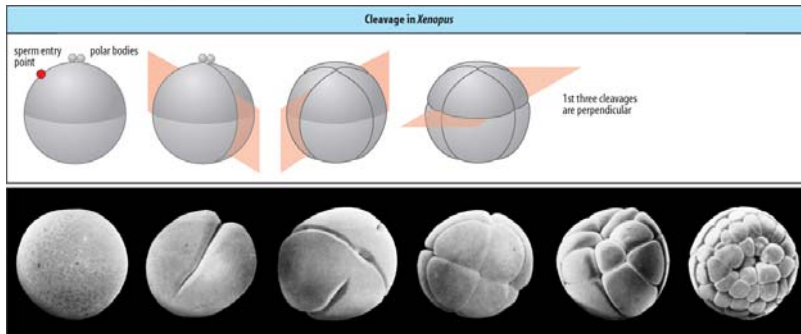 Cleavage in Xenopus
sperm entry
point
polar bodies
1st three cleavages
are perpendicular